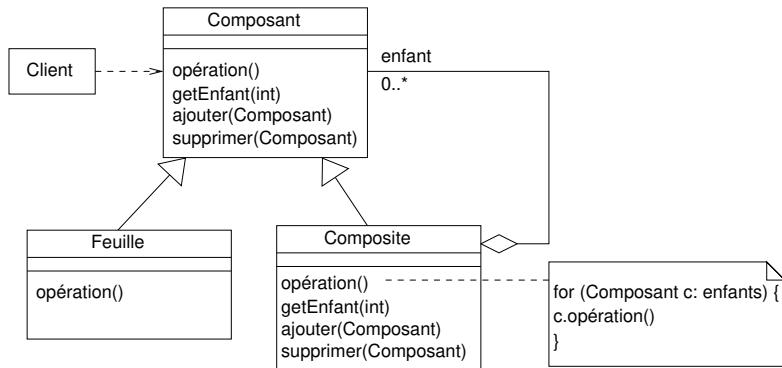 Composant
opération()
getEnfant(int)
ajouter(Composant)
supprimer(Composant)
Client
enfant
0..*
Feuille
opération()
Composite
opération()
getEnfant(int)
ajouter(Composant)
supprimer(Composant)
for (Composant c: enfants) {
c.opération()
}